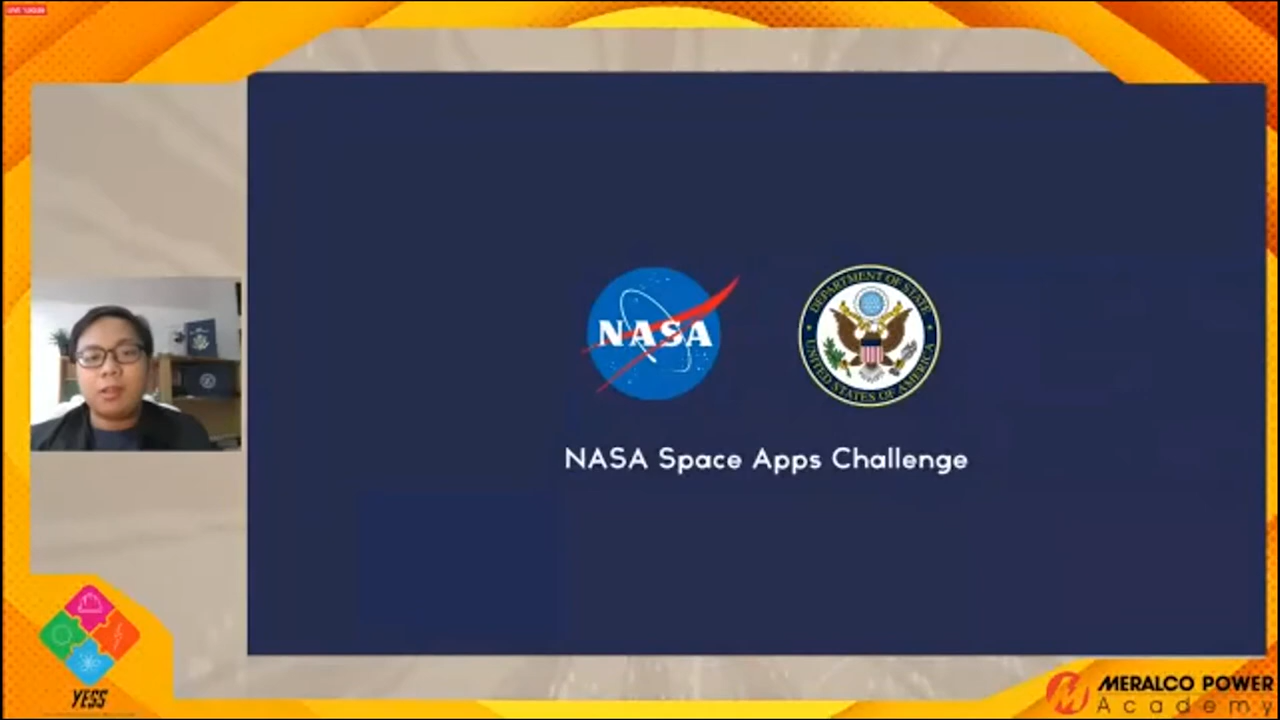 NASA
DEPARTMENT OF STATE
UNITED STATES OF AMERICA
NASA Space Apps Challenge
YESS
MERALCO POWER
Academy